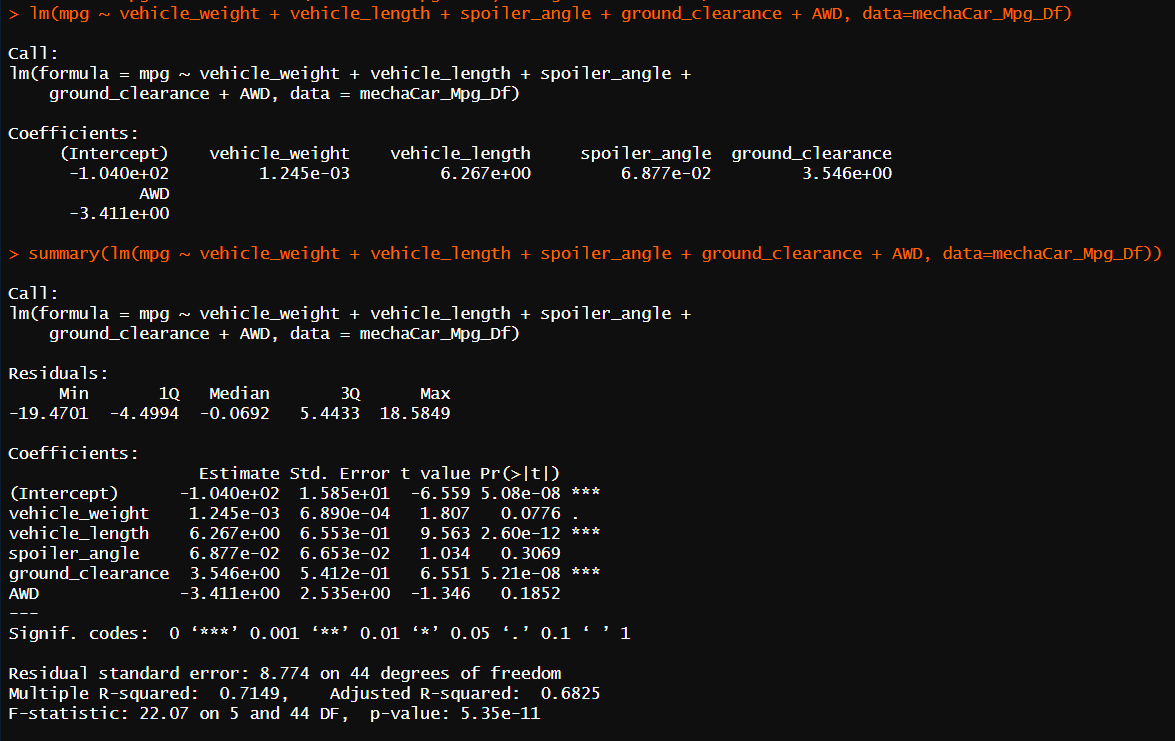 > lm(mpg ~ vehicle_weight + vehicle_length + spoiler_angle + ground_clearance + AWD, data=mechaCar_Mpg_Df)
Call:
lm(formula = mpg ~ vehicle_weight + vehicle_length + spoiler_angle +
    ground_clearance + AWD, data = mechaCar_Mpg_Df)
Coefficients:
     (Intercept)    vehicle_weight    vehicle_length     spoiler_angle  ground_clearance
      -1.040e+02         1.245e-03         6.267e+00         6.877e-02         3.546e+00
             AWD
      -3.411e+00
> summary(lm(mpg ~ vehicle_weight + vehicle_length + spoiler_angle + ground_clearance + AWD, data=mechaCar_Mpg_Df))
Call:
lm(formula = mpg ~ vehicle_weight + vehicle_length + spoiler_angle +
    ground_clearance + AWD, data = mechaCar_Mpg_Df)
Residuals:
     Min       1Q   Median       3Q      Max
-19.4701  -4.4994  -0.0692   5.4433  18.5849
Coefficients:
                   Estimate Std. Error t value Pr(>|t|)
(Intercept)      -1.040e+02  1.585e+01  -6.559 5.08e-08 ***
vehicle_weight    1.245e-03  6.890e-04   1.807   0.0776 .
vehicle_length    6.267e+00  6.553e-01   9.563 2.60e-12 ***
spoiler_angle     6.877e-02  6.653e-02   1.034   0.3069
ground_clearance  3.546e+00  5.412e-01   6.551 5.21e-08 ***
AWD              -3.411e+00  2.535e+00  -1.346   0.1852
---
Signif. codes:  0 ‘***’ 0.001 ‘**’ 0.01 ‘*’ 0.05 ‘.’ 0.1 ‘ ’ 1
Residual standard error: 8.774 on 44 degrees of freedom
Multiple R-squared:  0.7149,    Adjusted R-squared:  0.6825
F-statistic: 22.07 on 5 and 44 DF,  p-value: 5.35e-11